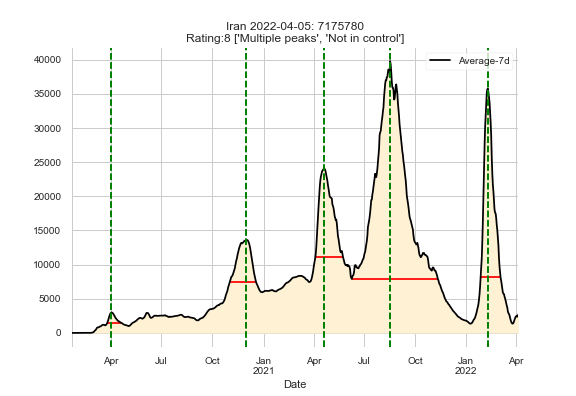 Iran 2022-04-05: 7175780
Rating:8 ['Multiple peaks', 'Not in control']
Average-7d
40000
35000
30000
25000
20000
15000
10000
5000
0
Apr Jul Oct Jan Apr Jul Oct Jan Apr
2021 2022
Date